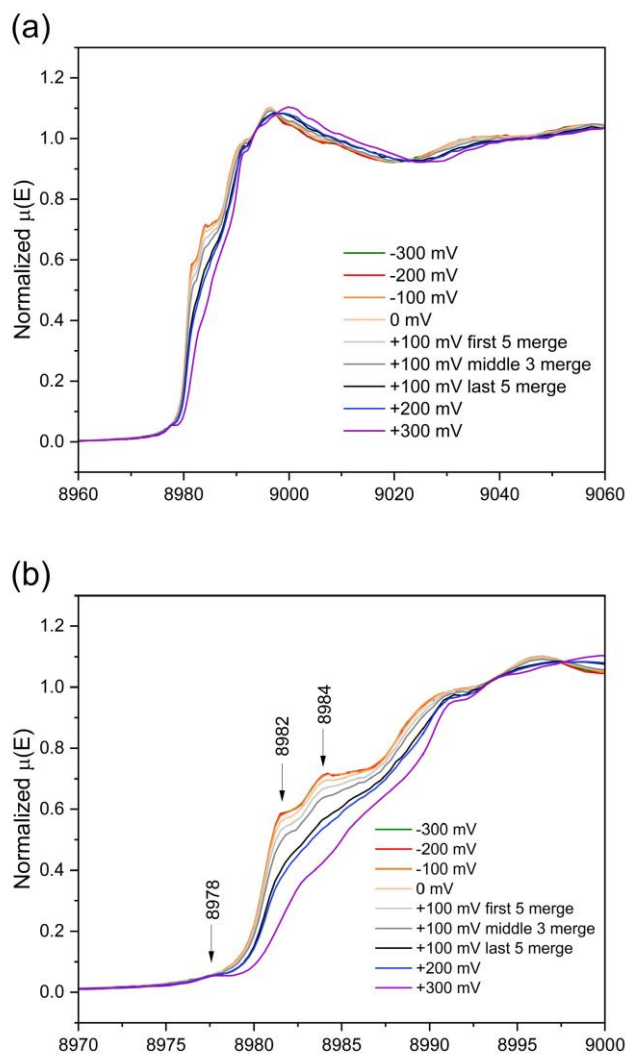 (a)
1.2
1.0
0.8
0.6
0.4
0.2
0.0
Normalized μ(E)
-300 mV
-200 mV
-100 mV
0 mV
+100 mV first 5 merge
+100 mV middle 3 merge
+100 mV last 5 merge
+200 mV
+300 mV
8960 8980 9000 9020 9040 9060
(b)
1.2
1.0
0.8
0.6
0.4
0.2
0.0
Normalized μ(E)
8978
8982
8984
-300 mV
-200 mV
-100 mV
0 mV
+100 mV first 5 merge
+100 mV middle 3 merge
+100 mV last 5 merge
+200 mV
+300 mV
8970 8975 8980 8985 8990 8995 9000